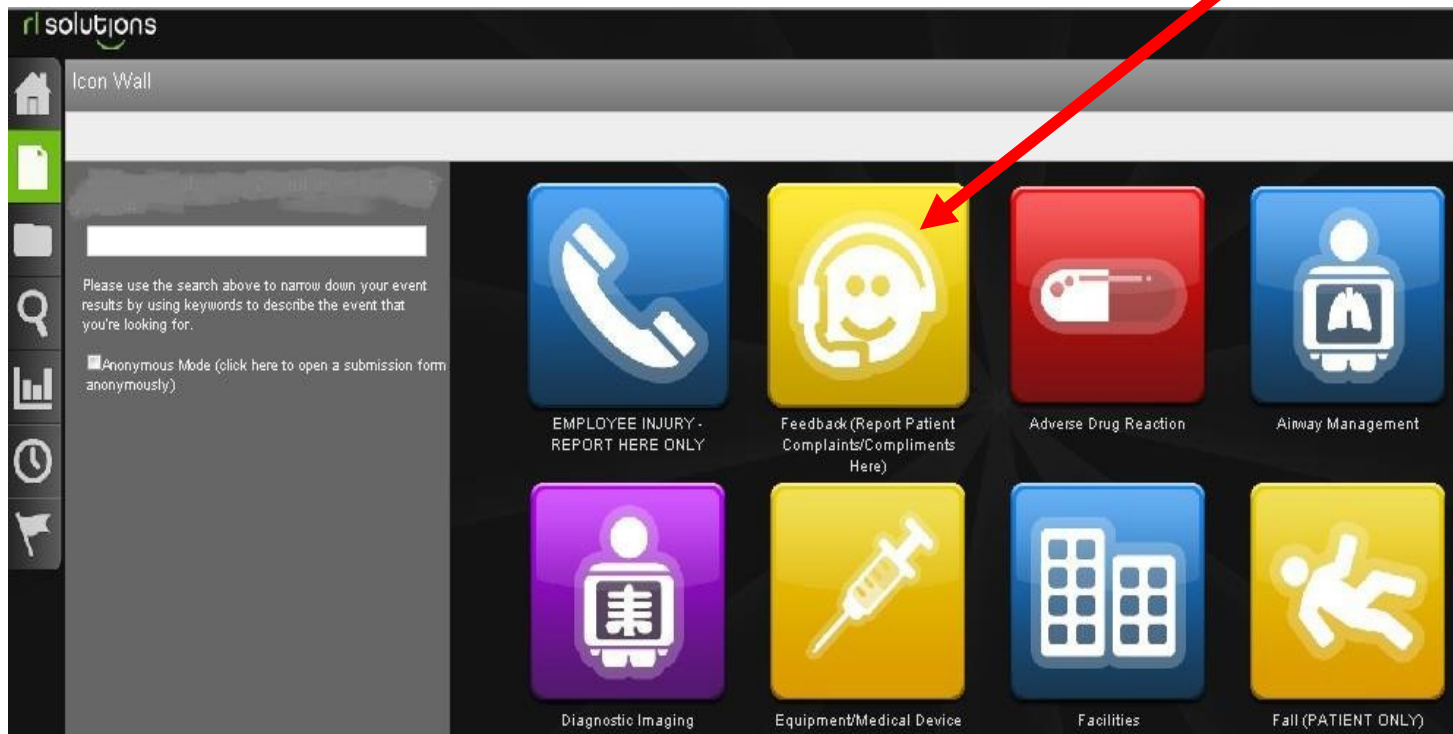 rl solutions
Icon Wall
Please use the search above to narrow down your event
results by using keywords to describe the event that
you're looking for.
Anonymous Mode (click here to open a submission form
anonymously)
EMPLOYEE INJURY -
REPORT HERE ONLY
Feedback (Report Patient
Complaints/Compliments
Here)
Adverse Drug Reaction
Airway Management
Diagnostic Imaging
Equipment/Medical Device
Facilities
Fall (PATIENT ONLY)